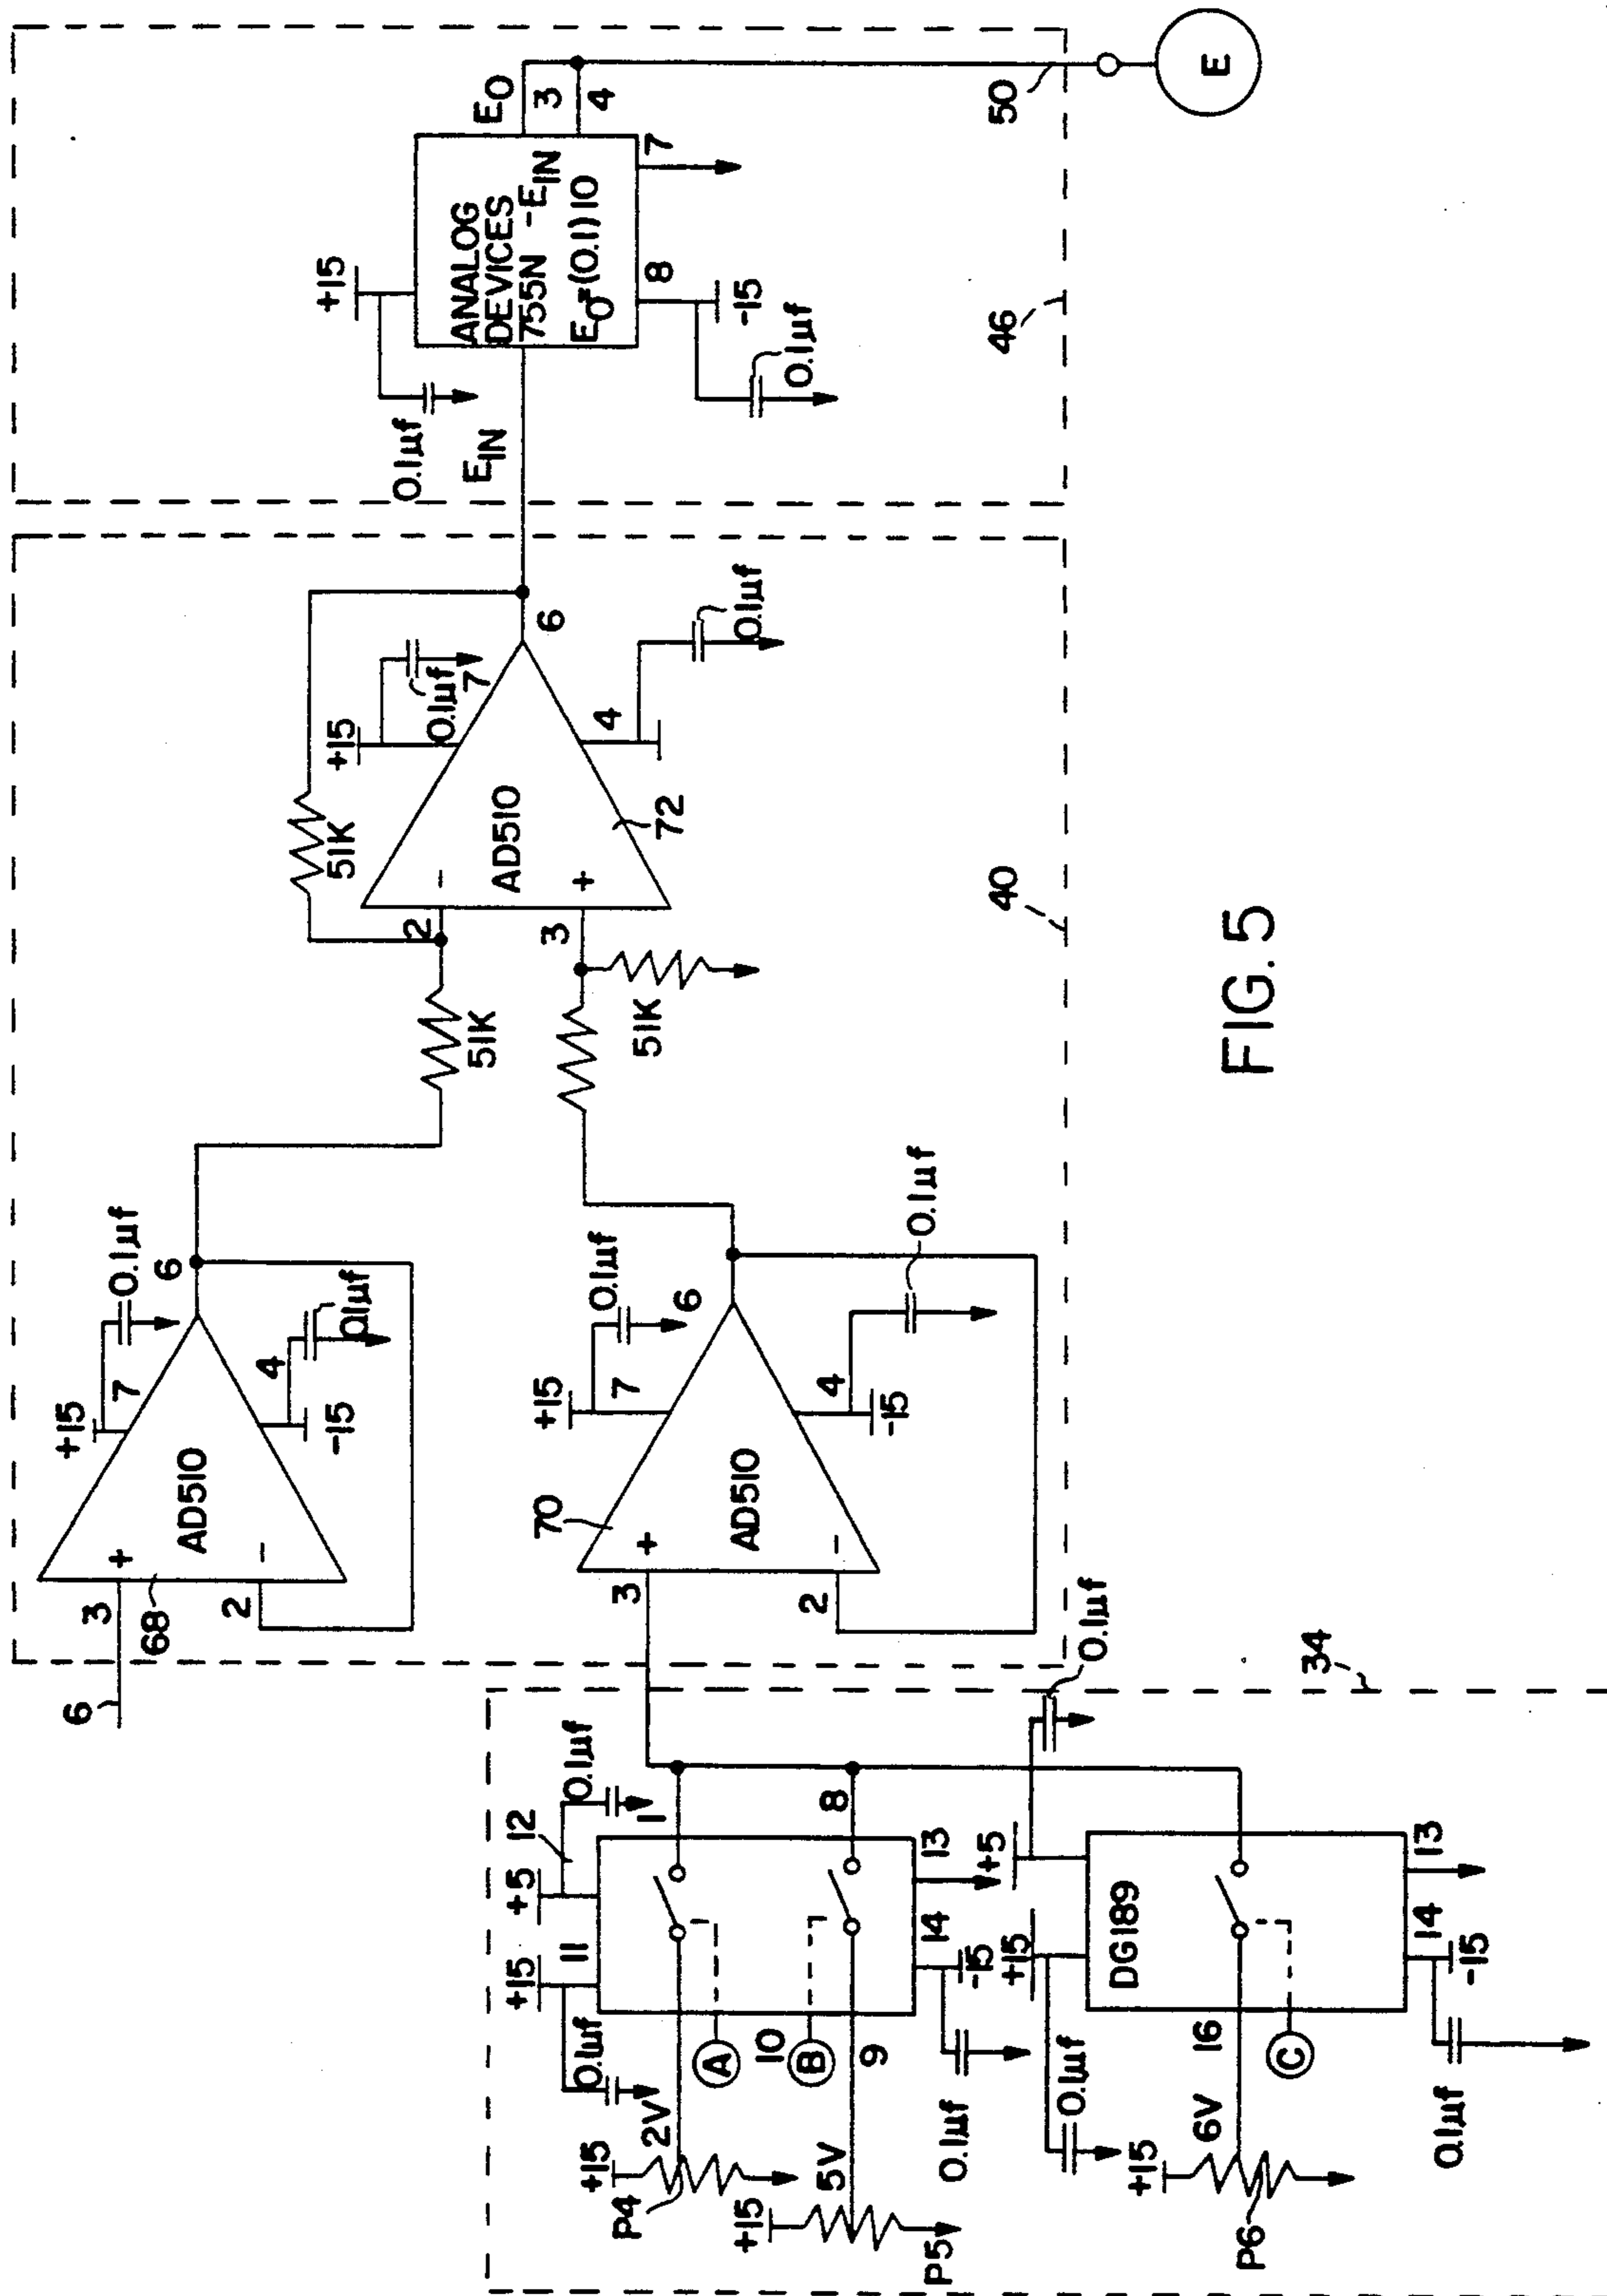 6
3
68
2
+
-
AD510
+15
7
0.1µf
6
4
-15
0.1µf
51K
51K
2
3
-
+
AD510
72
+15
0.1µf
7
6
4
0.1µf
51K
70
3
2
+
-
AD510
+15
7
0.1µf
6
4
-15
0.1µf
40
EIN
0.1µf
+15
ANALOG
DEVICES
755N -EIN
EO=(0.1)10
8
7
-15
0.1µf
EO
3
4
46
50
E
34
+15
P4
2V
0.1µf
+15
11
+5
12
0.1µf
1
A
10
B
9
8
+15
5V
P5
14
13
-15
0.1µf
+15
+5
0.1µf
0.1µf
DG189
+15
6V
16
P6
C
14
13
-15
0.1µf
FIG. 5